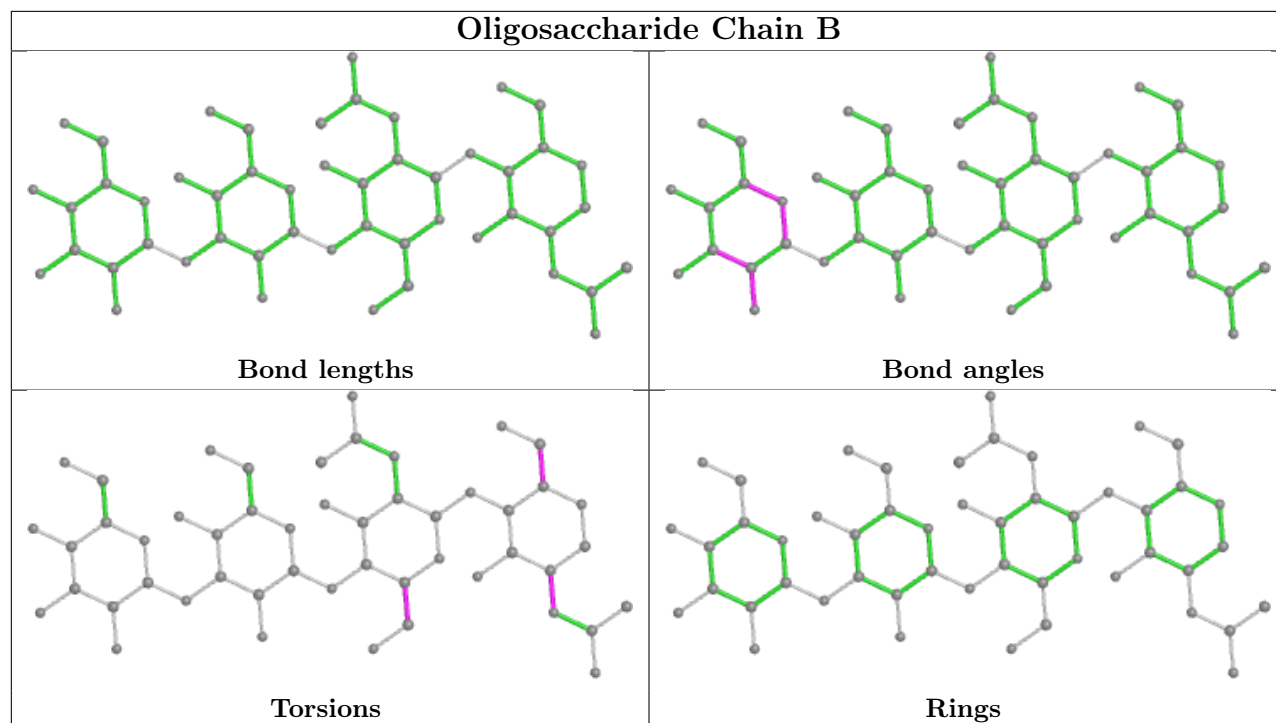 Oligosaccharide Chain B
Bond lengths
Bond angles
Torsions
Rings